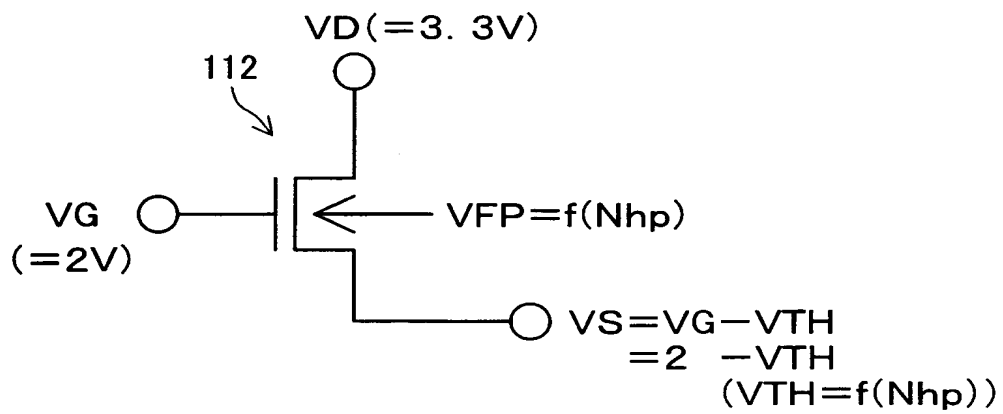 VD(=3. 3V)
112
VG
(=2V)
VFP=f(Nhp)
VS=VG-VTH
=2 -VTH
(VTH=f(Nhp))